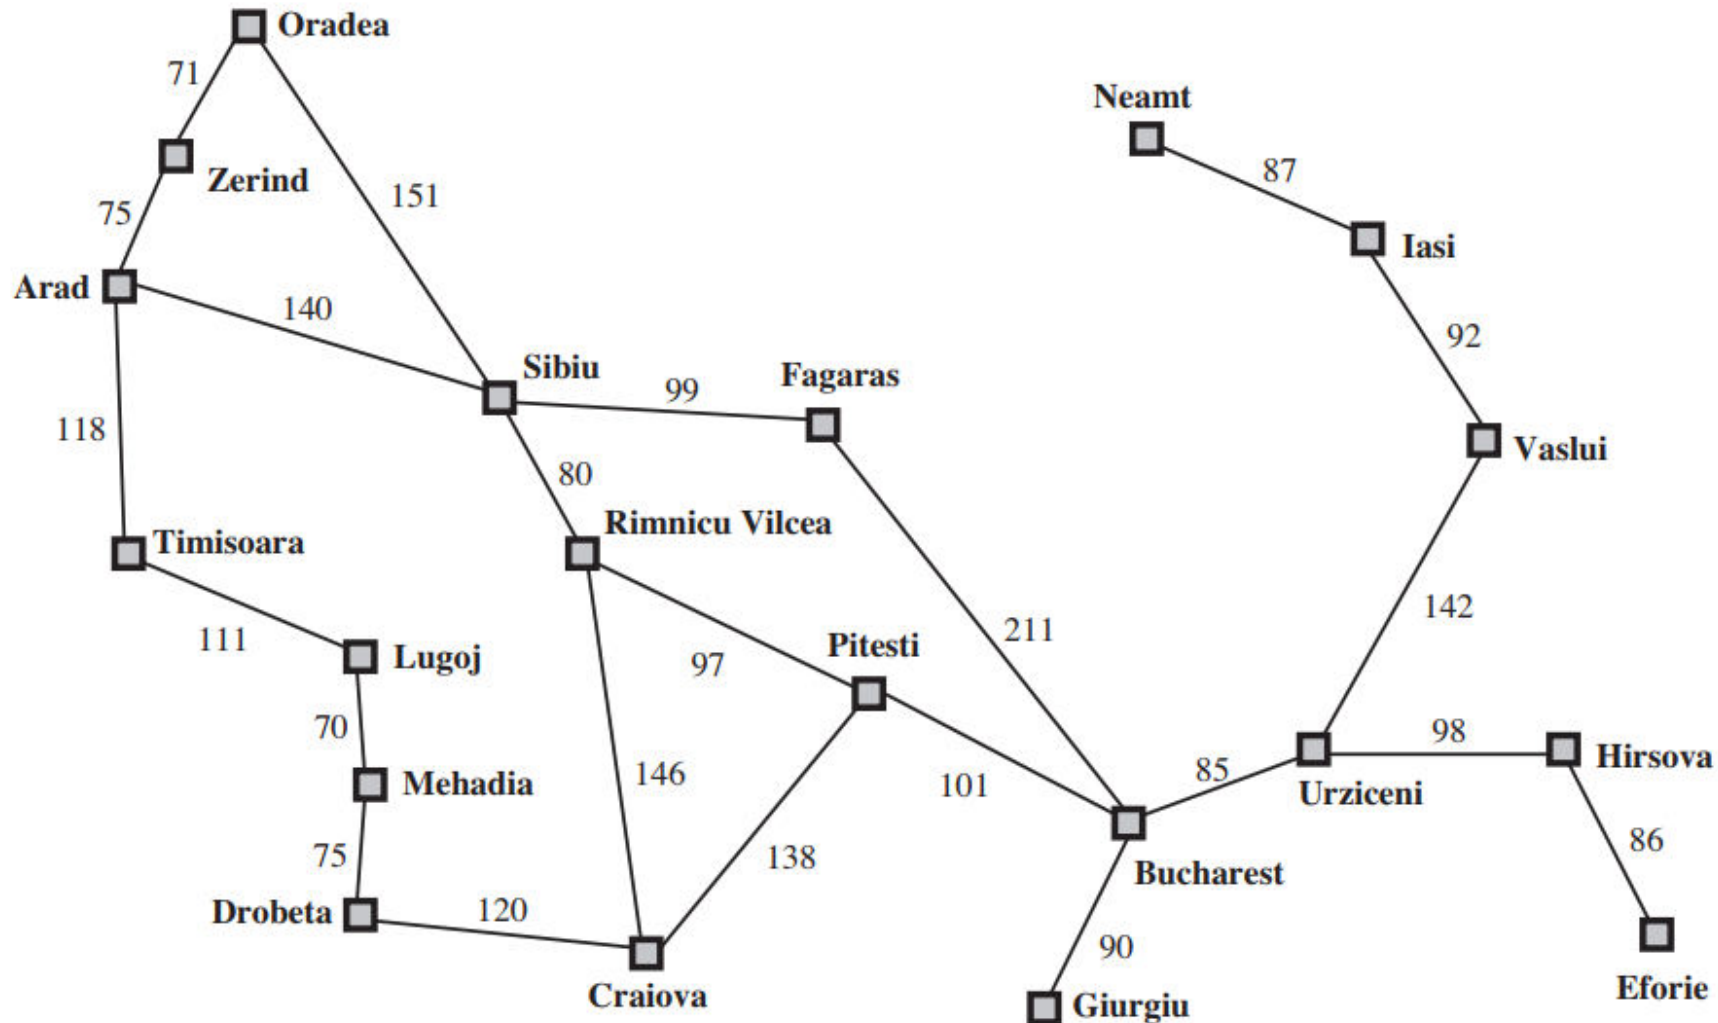 Oradea
71
Neamt
87
Zerind
151
75
Iasi
Arad
140
92
Sibiu
99
Fagaras
118
Vaslui
80
Rimnicu Vilcea
Timisoara
142
211
111
Lugoj
97
Pitesti
70
98
146
Mehadia
101
85
Hirsova
Urziceni
86
75
138
Bucharest
Drobeta
120
90
Craiova
Giurgiu
Eforie